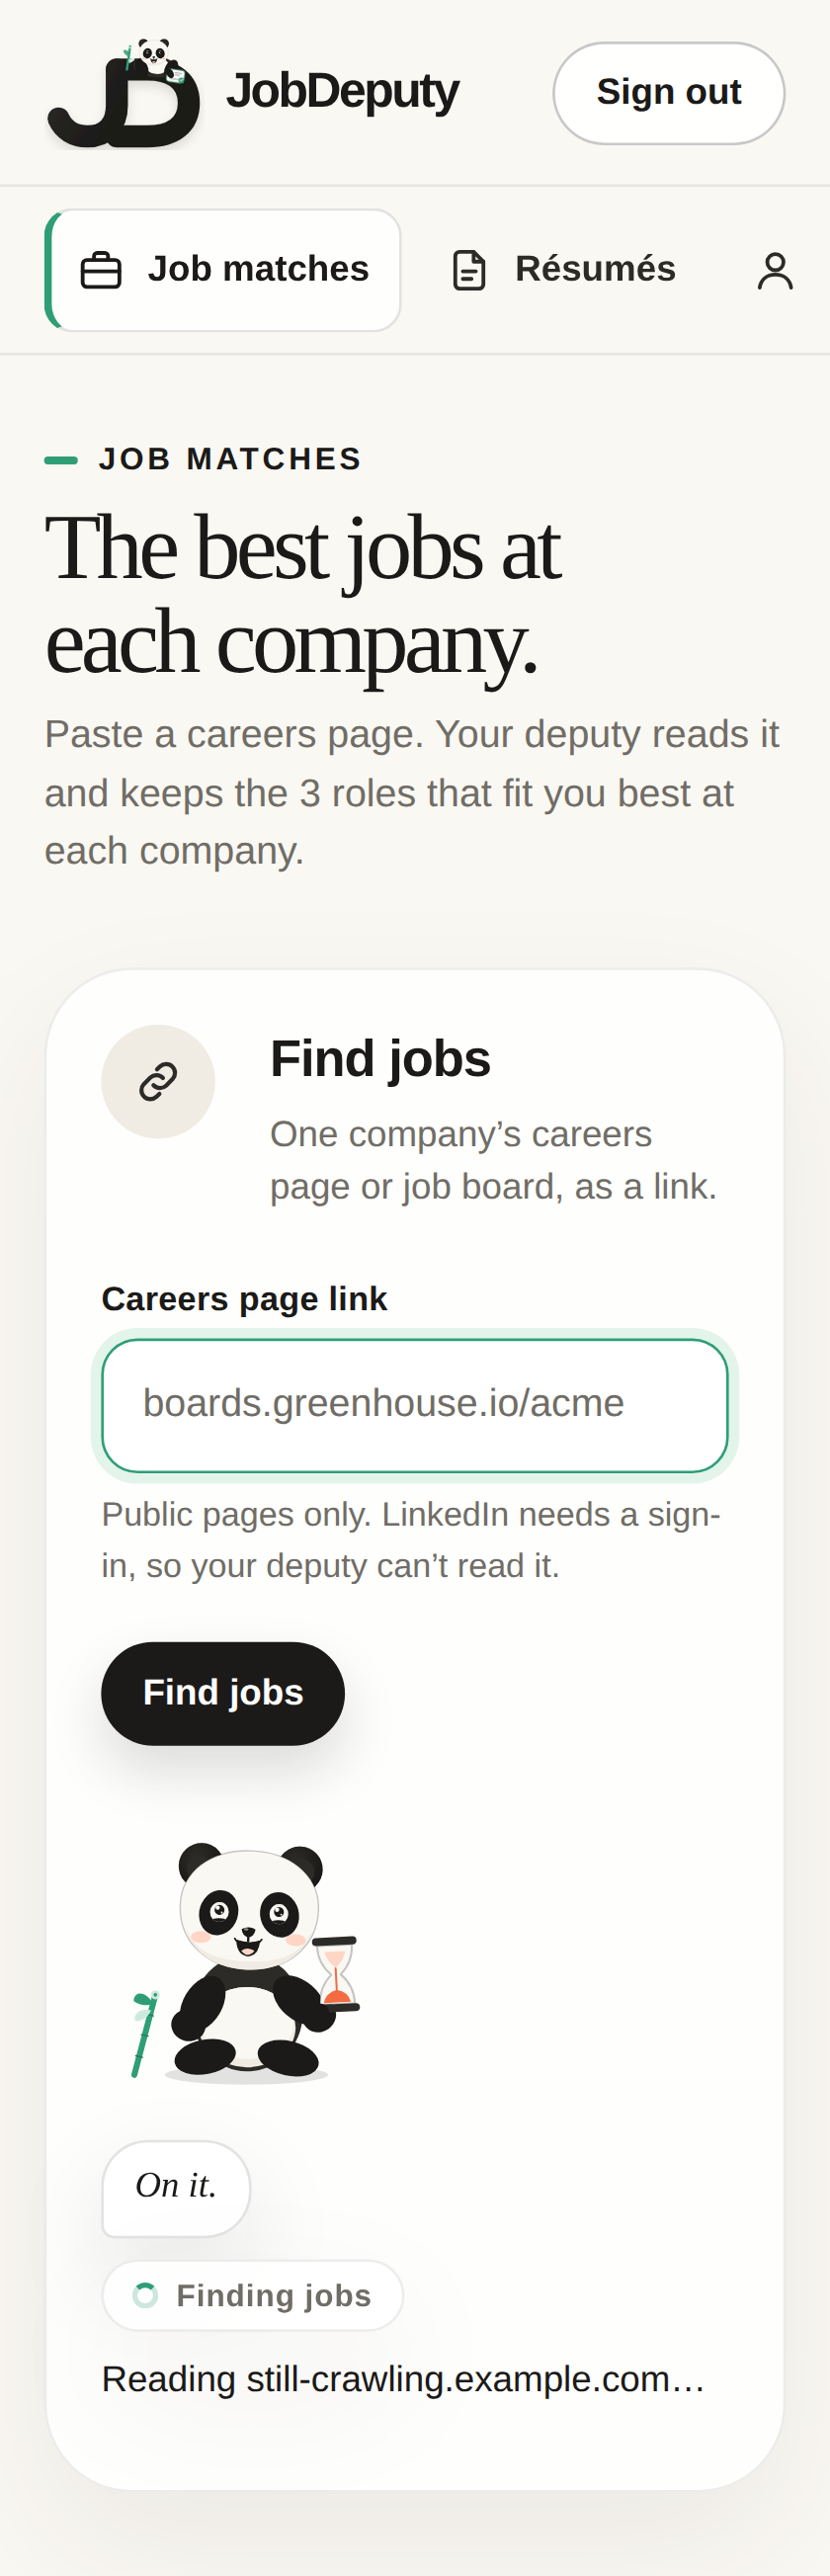 JobDeputy
Sign out
Job matches
Résumés
JOB MATCHES
The best jobs at
each company.
Paste a careers page. Your deputy reads it
and keeps the 3 roles that fit you best at
each company.
Find jobs
One company’s careers
page or job board, as a link.
Careers page link
boards.greenhouse.io/acme
Public pages only. LinkedIn needs a sign-
in, so your deputy can’t read it.
Find jobs
On it.
Finding jobs
Reading still-crawling.example.com…